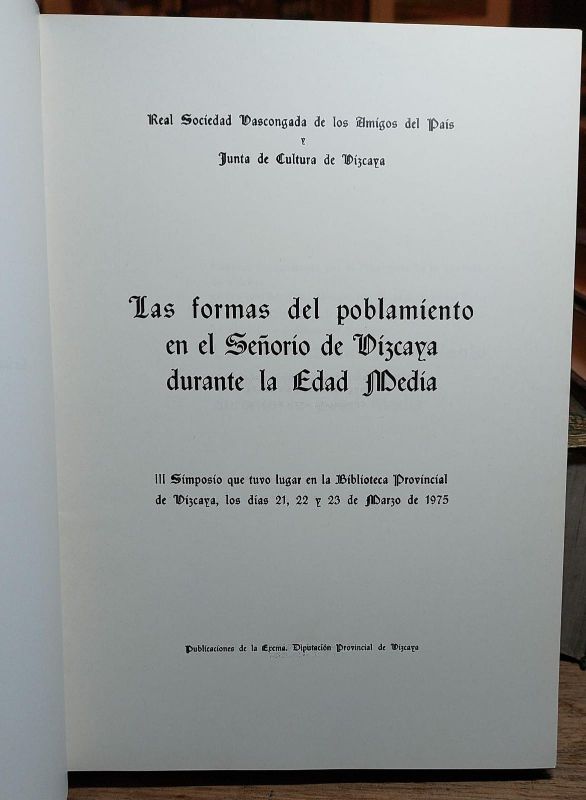 Real Sociedad Vascongada de los Amigos del País
y
Junta de Cultura de Vizcaya
Las formas del poblamiento
en el Señorío de Vizcaya
durante la Edad Media
III Simposio que tuvo lugar en la Biblioteca Provincial
de Vizcaya, los días 21, 22 y 23 de Marzo de 1975
Publicaciones de la Excma. Diputación Provincial de Vizcaya